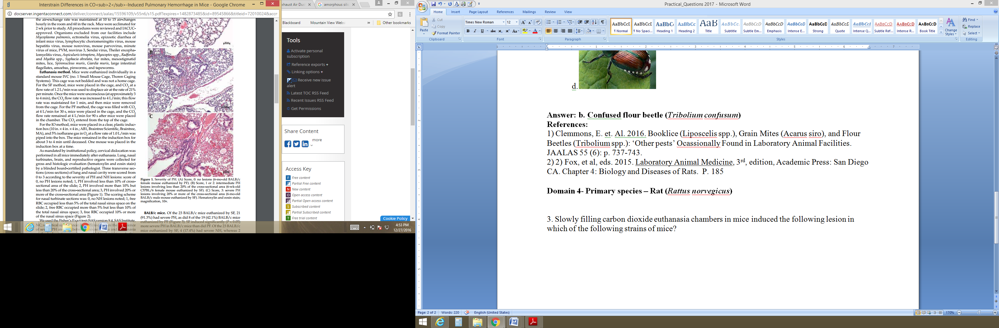 Interstrain Differences in CO<sub>2</sub>-Induced Pulmonary Hemorrhage in Mice - Google Chrome
docserver.ingentaconnect.com/deliver/connect/aalas/15596109/v55n6/s15.pdf?expires=1482873485&id=89545866&titleid=72010024&accr
the air-exchange rate was maintained at 10 to 15 air-changes
hourly in the room and 60 in the rack. Mice were acclimated for
2 wk prior to study. All procedures were reviewed and IACUC-
approved. Organisms excluded from our facilities include
Mycoplasma pulmonis, ectromelia virus, epizootic diarrhea of
infant mice virus, lymphocytic choriomeningitis virus, mouse
hepatitis virus, mouse norovirus, mouse parvovirus, minute
virus of mice, PVM, reovirus 3, Sendai virus, Theiler encepha-
lomyelitis virus, Aspiculuris tetraptera, Myocoptes spp., Radfordia
and Myobia spp., Syphacia obvelata, fur mites, mesostigmatid
mites, lice, Spironucleus muris, Giardia muris, large intestinal
flagellates, amoebas, pinworms, and tapeworms.
Euthanasia method. Mice were euthanized individually in a
standard mouse IVC (no. 1 Small Mouse Cage, Thoren Caging
Systems). This cage was not bedded and was not a home cage.
For the SF method, mice were placed in the cage, and CO2 at a
flow rate of 1.2 L/min was used to displace air at the rate of 21%
per minute. Once the mice were unconscious (at approximately 3
to 4 min), the CO2 flow rate was increased to 4 L/min; this flow
rate was maintained for 1 min, and then mice were removed
from the cage. For the PF method, the cage was filled with CO2
at 4 L/min for 30 s, mice were placed in the cage, and the CO2
flow rate remained at 4 L/min for 90 s after mice were placed
in the chamber. The CO2 entered from the top of the cage.
For the IO method, mice were placed in a clear, plastic induc-
tion box (10 in. × 4 in. × 4 in.; AB1, Braintree Scientific, Braintree,
MA), and 5% isoflurane gas in O2 at a flow rate of 1.0 L/min was
piped into the box. The mice remained in the induction box for
about 3 to 4 min until deceased. One mouse was placed in the
induction box at a time.
As mandated by institutional policy, cervical dislocation was
performed in all mice immediately after euthanasia. Lung, nasal
turbinates, brain, and reproductive organs were collected for
gross and histologic evaluation (hematoxylin and eosin stain)
by a blinded board-certified pathologist. Three transverse sec-
tions (cross sections) of lung and nasal cavity were scored from
0 to 3 according to the severity of PH and NH lesions: score of
0, no PH lesions noted; 1, PH involved less than 10% of cross-
sectional area of the slide; 2, PH involved more than 10% but
less than 20% of the cross-sectional area; 3, PH involved 20% or
more of the cross-sectional area (Figure 1). The scoring scheme
for nasal turbinate sections was: 0, no NH lesions noted; 1, free
RBC occupied less than 5% of the total nasal sinus space on the
slide; 2, free RBC occupied more than 5% but less than 10% of
the total nasal sinus space; 3, free RBC occupied 10% or more
of the nasal sinus space (Figure 2).
We used the Fisher's Exact test (SAS version 9.4, SAS Institute,
B
C
Figure 1. Severity of PH. (A) Score, 0: no lesions (6-mo-old BALB/c
female mouse euthanized by PF). (B) Score, 1 or 2: intermediate PH
lesions involving less than 20% of the cross-sectional area (6-wk-old
C57BL/6 female mouse euthanized by SF). (C) Score, 3: severe PH
lesions involving 20% or more of the cross-sectional area (6-mo-old
BALB/c male mouse euthanized by SF). Hematoxylin and eosin stain;
magnification, 10×.
BALB/c mice. Of the 23 BALB/c mice euthanized by SF, 21
(91.3%) had severe PH, as did 8 of the 19 (42.1%) BALB/c mice
euthanized by PF (Figure 3). SF induced significantly (P < 0.05)
more severe PH in BALB/c mice than did PF. Of the 23 BALB/c
mice euthanized by SF, 4 (17.4%) had severe NH, whereas 2
xhaust Air Dus
amorphous sili
Blackboard
Mountain View Webs
»
Other bookmarks
Tools
Activate personal
subscription
Reference exports +
Linking options +
Receive new issue
alert
Latest TOC RSS Feed
Recent Issues RSS Feed
Get Permissions
Share Content
more
Access Key
F Free content
Partial Free content
N New content
O Open access content
Partial Open access content
S Subscribed content
Partial Subscribed content
T Free trial content
Cookie Policy
4:53 PM
12/27/2016
Practical_Questions 2017 - Microsoft Word
Home Insert Page Layout References Mailings Review View
Paste
Cut
Copy
Format Painter
Clipboard
Times New Roman 12
Font
Paragraph
¶ Normal
¶ No Spaci...
Heading 1
Heading 2
Title
Subtitle
Subtle Em...
Emphasis
Intense E...
Strong
Quote
Intense Q...
Subtle Ref...
Intense R...
Book Title
Styles
Change
Styles
Find
Replace
Select
Editing
d.
Answer: b. Confused flour beetle (Tribolium confusum)
References:
1) Clemmons, E. et. Al. 2016. Booklice (Liposcelis spp.), Grain Mites (Acarus siro), and Flour
Beetles (Tribolium spp.): ‘Other pests’ Ocassionally Found in Laboratory Animal Facilities.
JAALAS 55 (6): p. 737-743.
2) 2) Fox, et al, eds. 2015. Laboratory Animal Medicine, 3rd, edition, Academic Press: San Diego
CA. Chapter 4: Biology and Diseases of Rats. P. 185
Domain 4- Primary species – Rat (Rattus norvegicus)
3. Slowly filling carbon dioxide euthanasia chambers in mice induced the following lesion in
which of the following strains of mice?
Page: 2 of 2 Words: 220 English (United States)
170%